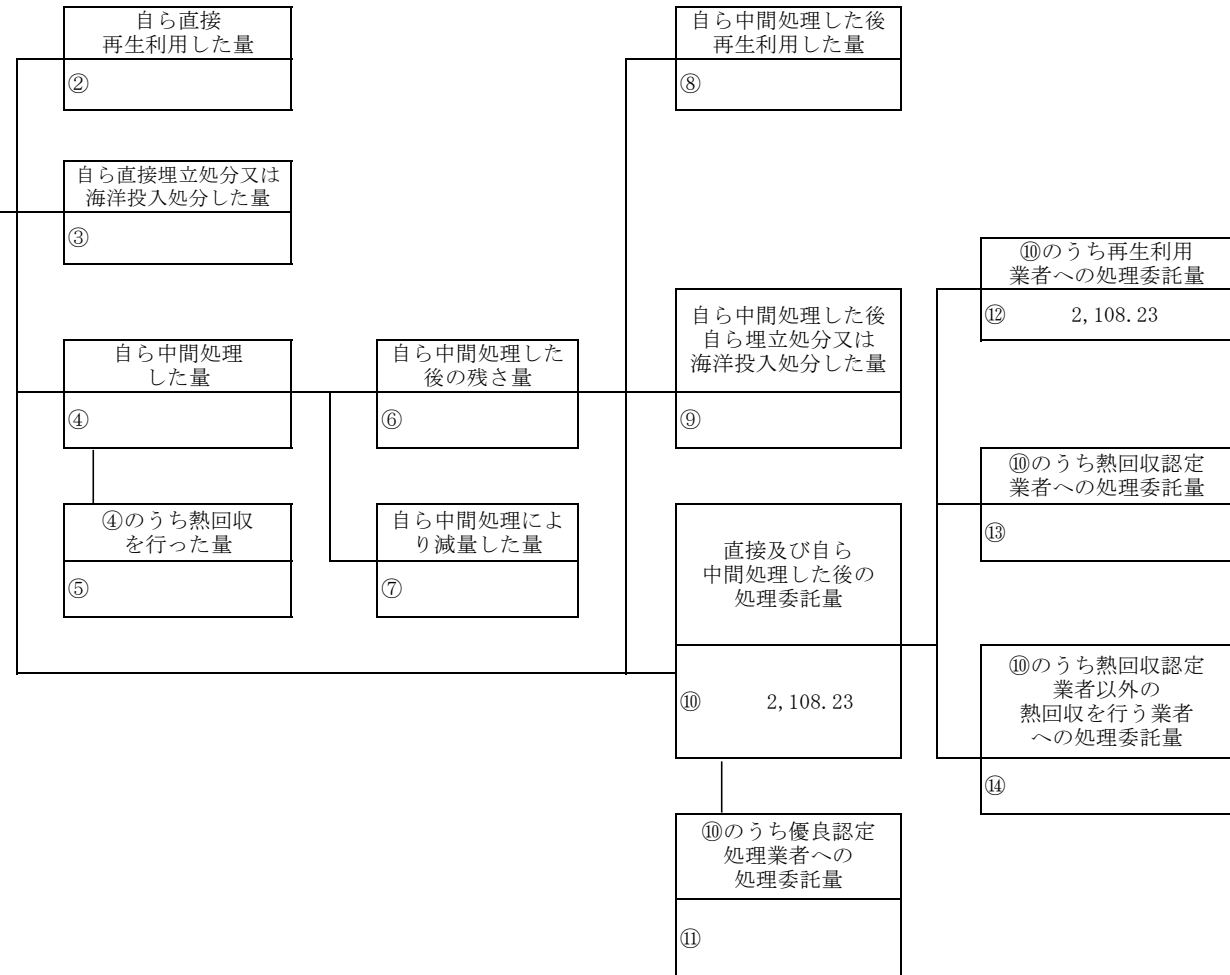 自ら直接
再生利用した量
②
自ら直接埋立処分又は
海洋投入処分した量
③
自ら中間処理
した量
④
④のうち熱回収
を行った量
⑤
自ら中間処理した
後の残さ量
⑥
自ら中間処理によ
り減量した量
⑦
自ら中間処理した後
再生利用した量
⑧
自ら中間処理した後
自ら埋立処分又は
海洋投入処分した量
⑨
直接及び自ら
中間処理した後の
処理委託量
⑩ 2,108.23
⑩のうち優良認定
処理業者への
処理委託量
⑪
⑩のうち再生利用
業者への処理委託量
⑫ 2,108.23
⑩のうち熱回収認定
業者への処理委託量
⑬
⑩のうち熱回収認定
業者以外の
熱回収を行う業者
への処理委託量
⑭